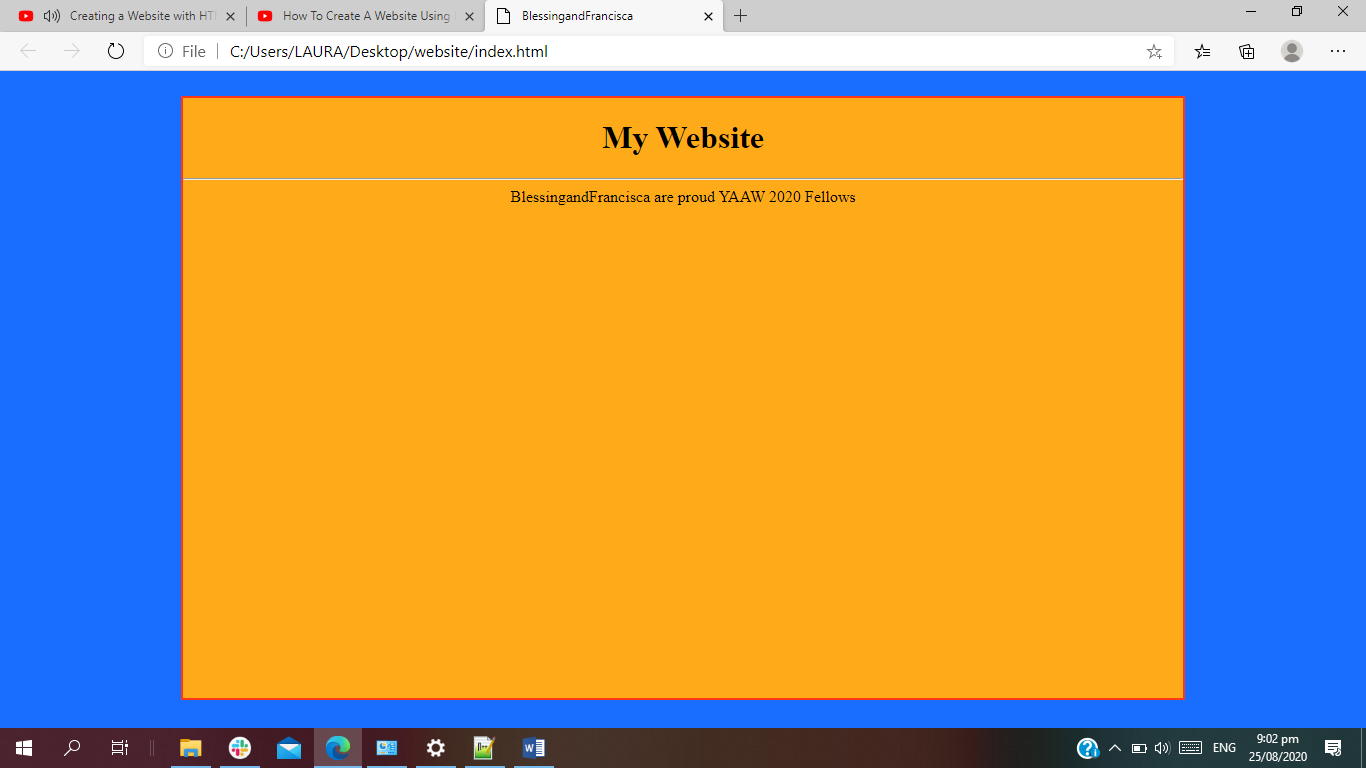 Creating a Website with HT
How To Create A Website Using
BlessingandFrancisca
File
C:/Users/LAURA/Desktop/website/index.html
My Website
BlessingandFrancisca are proud YAAW 2020 Fellows
ENG
9:02 pm
25/08/2020